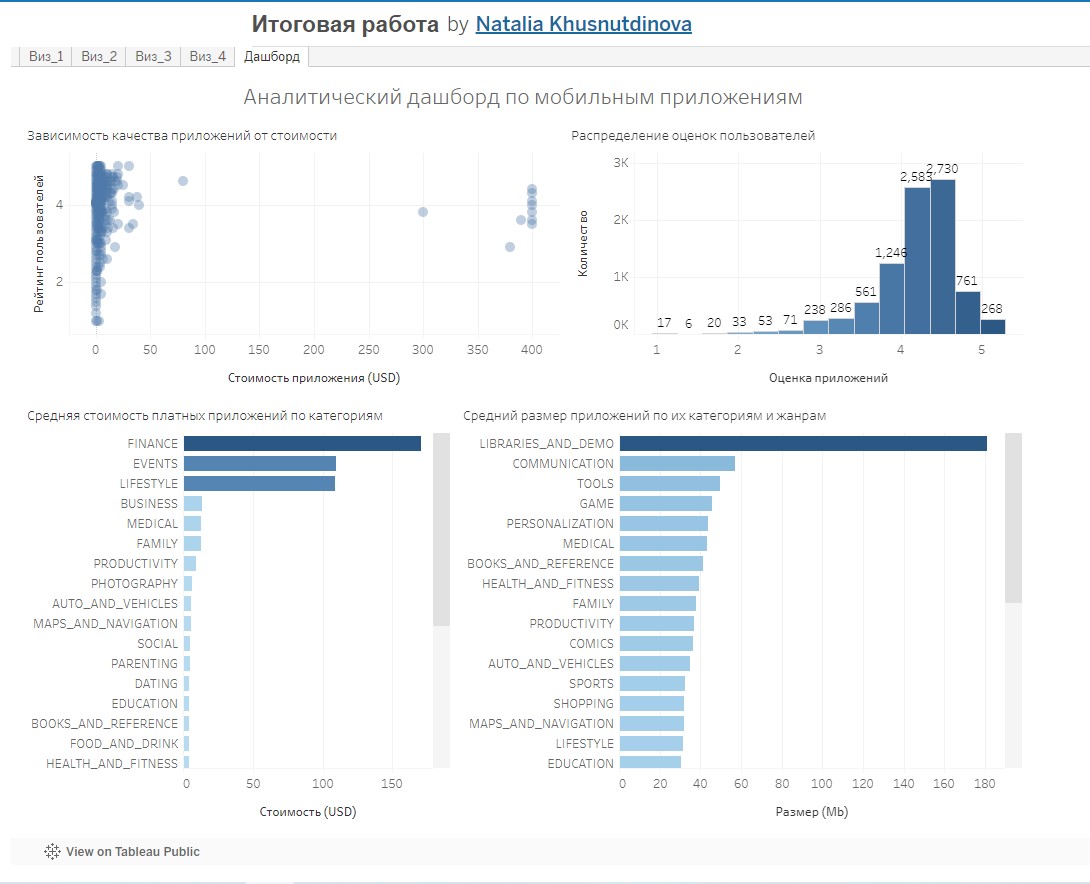 Итоговая работа by Natalia Khusnutdinova
Виз_1 Виз_2 Виз_3 Виз_4 Дашборд
Аналитический дашборд по мобильным приложениям
Зависимость качества приложений от стоимости
Рейтинг пользователей
4
2
0 50 100 150 200 250 300 350 400
Стоимость приложения (USD)
Распределение оценок пользователей
Количество
3K
2K
1K
0K
17 6 20 33 53 71 238 286 561 1,246 2,583 2,730 761 268
1 2 3 4 5
Оценка приложений
Средняя стоимость платных приложений по категориям
FINANCE
EVENTS
LIFESTYLE
BUSINESS
MEDICAL
FAMILY
PRODUCTIVITY
PHOTOGRAPHY
AUTO_AND_VEHICLES
MAPS_AND_NAVIGATION
SOCIAL
PARENTING
DATING
EDUCATION
BOOKS_AND_REFERENCE
FOOD_AND_DRINK
HEALTH_AND_FITNESS
0 50 100 150
Стоимость (USD)
Средний размер приложений по их категориям и жанрам
LIBRARIES_AND_DEMO
COMMUNICATION
TOOLS
GAME
PERSONALIZATION
MEDICAL
BOOKS_AND_REFERENCE
HEALTH_AND_FITNESS
FAMILY
PRODUCTIVITY
COMICS
AUTO_AND_VEHICLES
SPORTS
SHOPPING
MAPS_AND_NAVIGATION
LIFESTYLE
EDUCATION
0 20 40 60 80 100 120 140 160 180
Размер (Mb)
View on Tableau Public